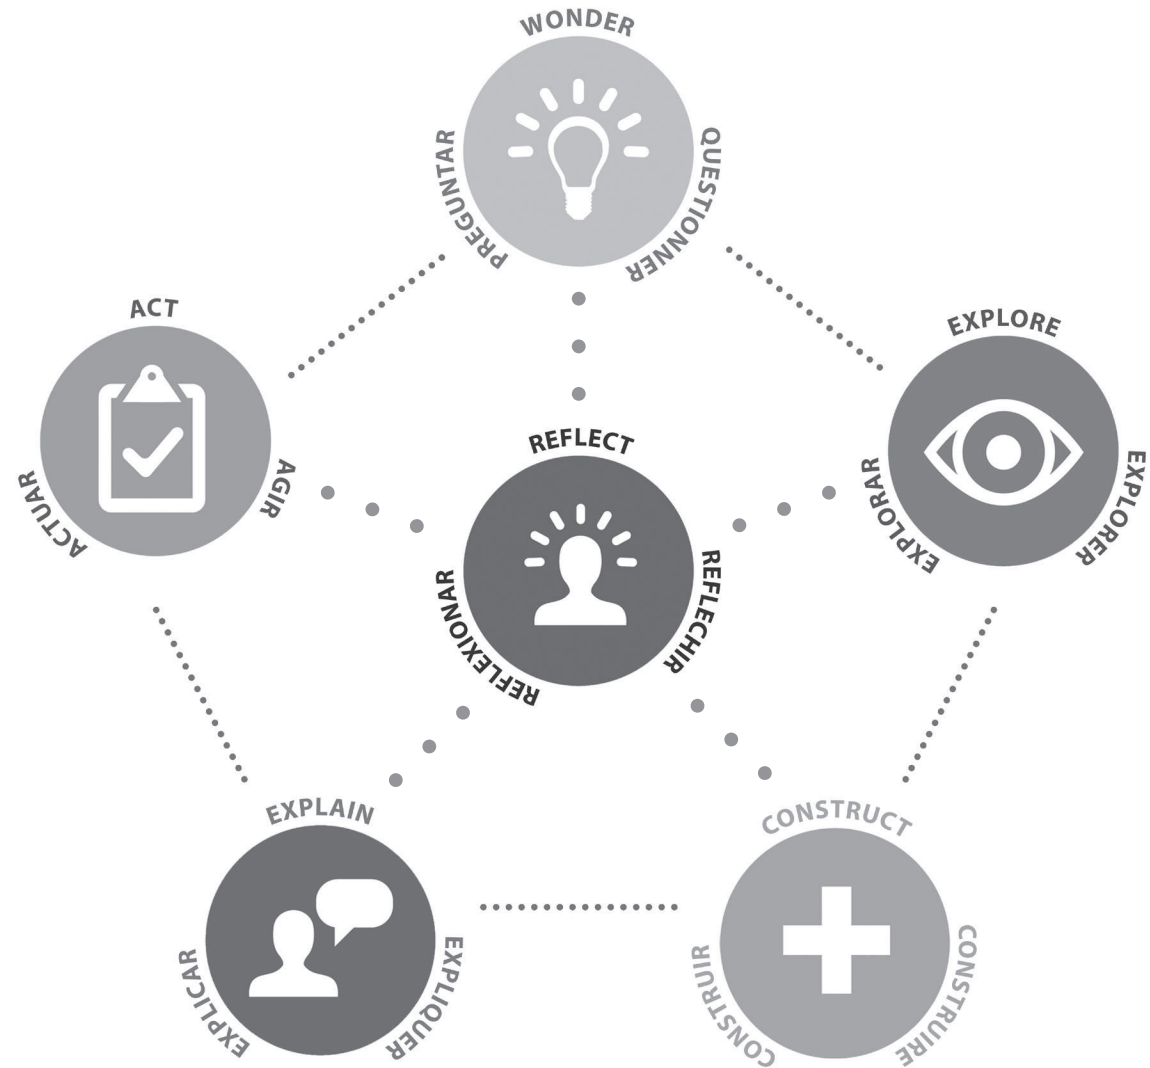 WONDER
PREGUNTAR
QUESTIONNER
ACT
ACTUAR
AGIR
EXPLORE
EXPLORAR
EXPLORER
REFLECT
REFLEXIONAR
REFLECHIR
EXPLAIN
EXPLICAR
EXPLIQUER
CONSTRUCT
CONSTRUIR
CONSTRUIRE